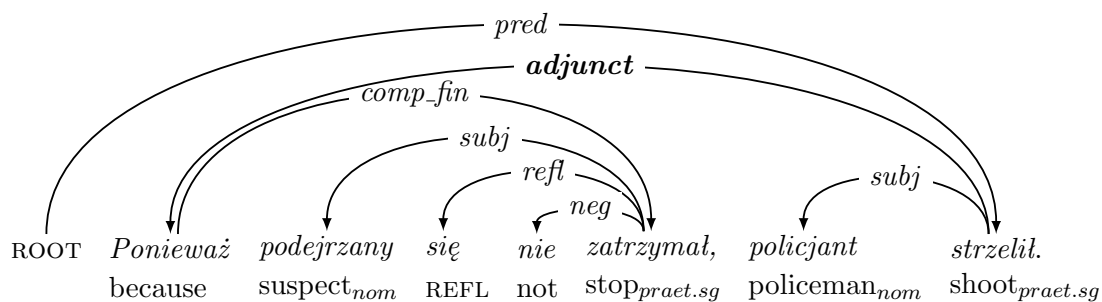 pred
adjunct
comp_fin
subj
refl
subj
neg
ROOT Ponieważ podejrzany się nie zatrzymał, policjant strzelił.
because suspect_nom REFL not stop_praet.sg policeman_nom shoot_praet.sg